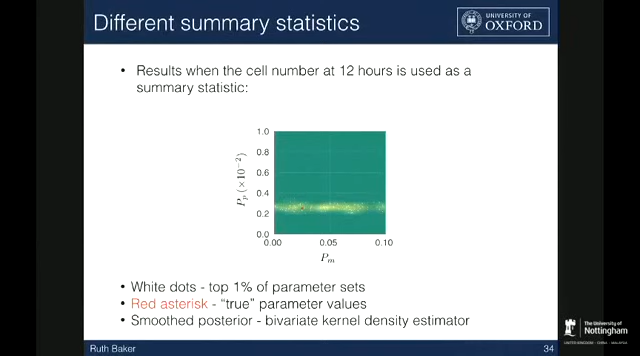 Different summary statistics
UNIVERSITY OF
OXFORD
• Results when the cell number at 12 hours is used as a
summary statistic:
1.0
0.8
0.6
0.4
0.2
0.0
P_p (×10^-2)
0.00 0.05 0.10
P_m
• White dots - top 1% of parameter sets
• Red asterisk - “true” parameter values
• Smoothed posterior - bivariate kernel density estimator
Ruth Baker
34
The University of
Nottingham